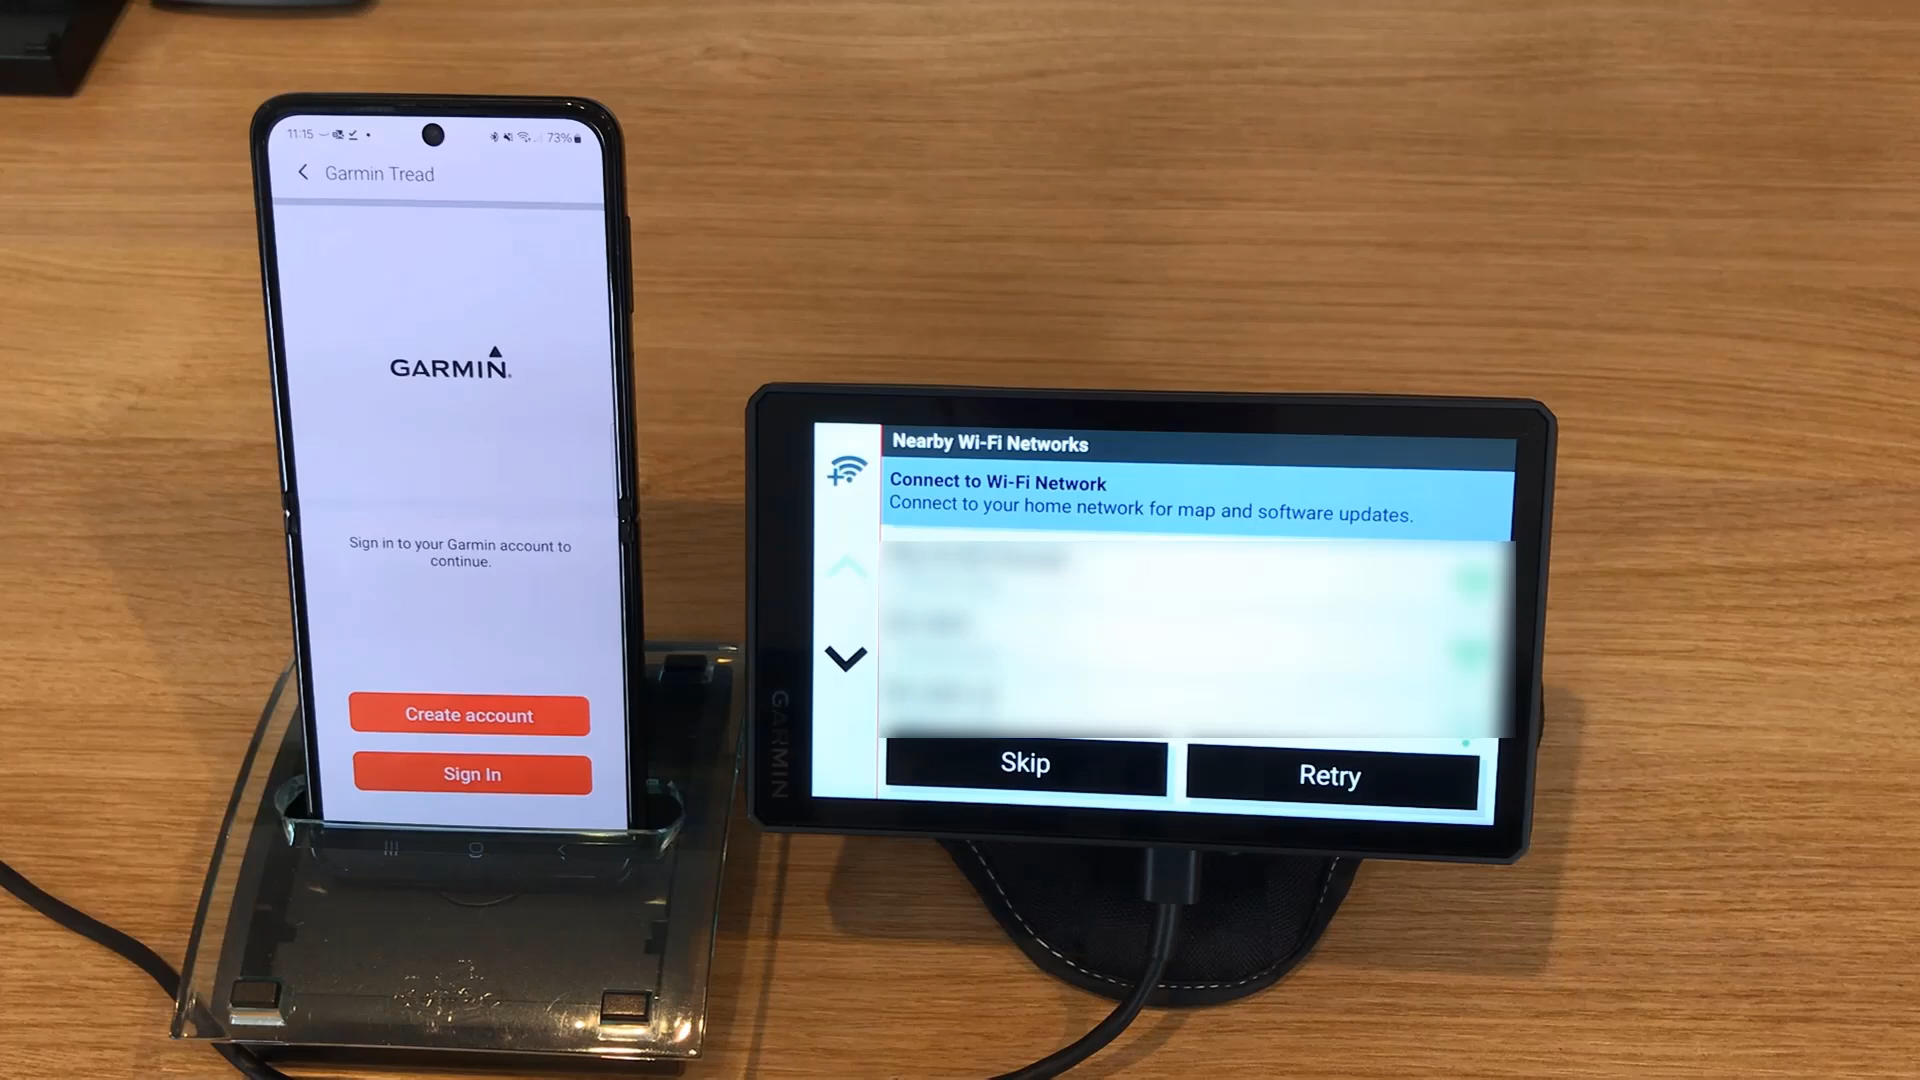 11:15
73%
Garmin Tread
GARMIN
Sign in to your Garmin account to
continue.
Create account
Sign In
Nearby Wi-Fi Networks
Connect to Wi-Fi Network
Connect to your home network for map and software updates.
Skip
Retry
GARMIN